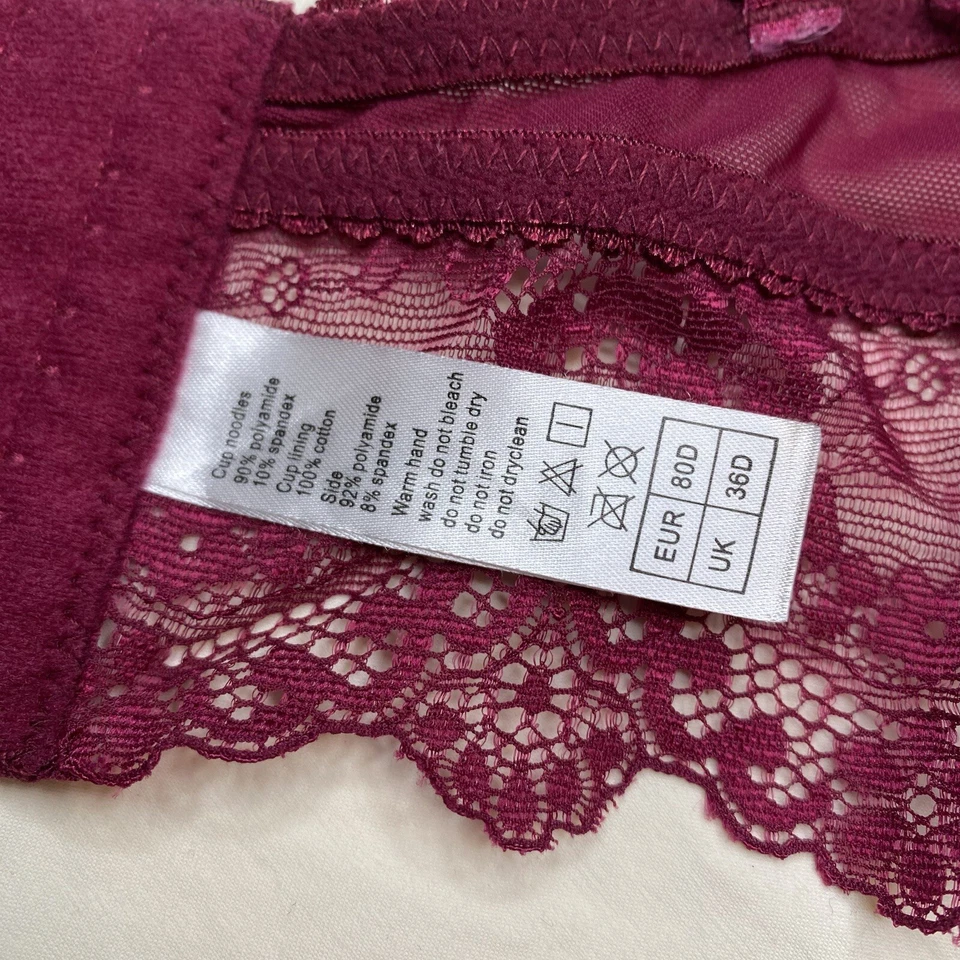 Cup noodles
90% polyamide
10% spandex
Cup lining
100% cotton
Side
92% polyamide
8% spandex
Warm hand
wash do not bleach
do not tumble dry
do not iron
do not dryclean
EUR 80D
UK 36D